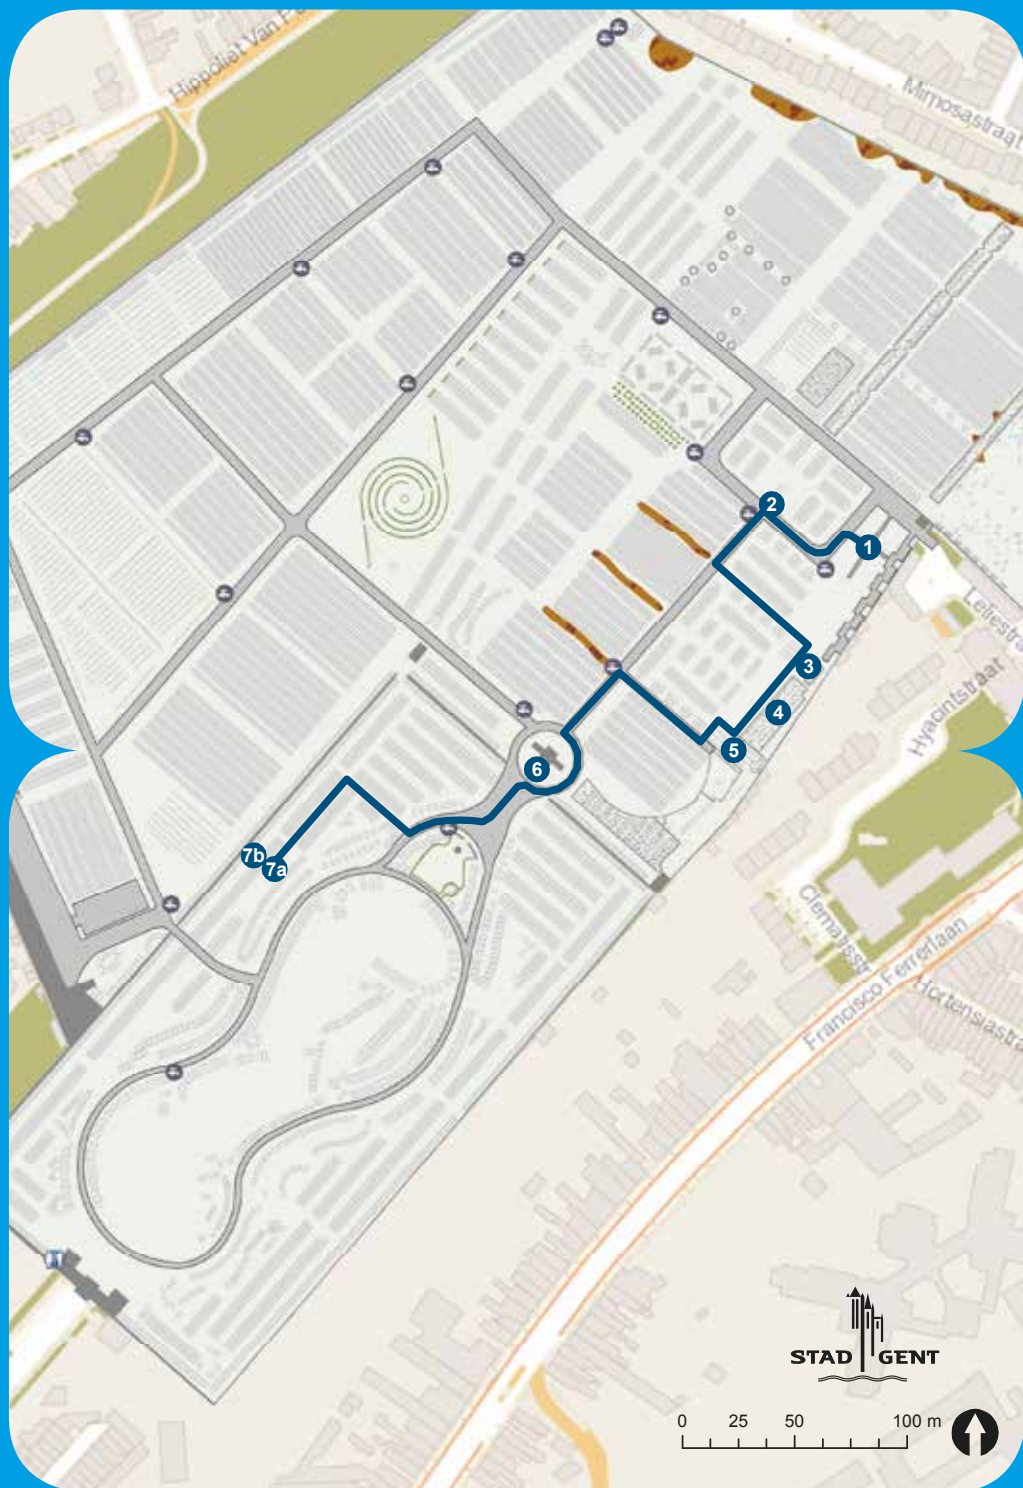 Hippoliet Van P
Mimosastraat
2
1
Leliestra
3
Hyacintstraat
4
5
6
7b
7a
Clematisstr
Francisco Ferrerlaan
Hortensiastra
STAD GENT
0 25 50 100 m